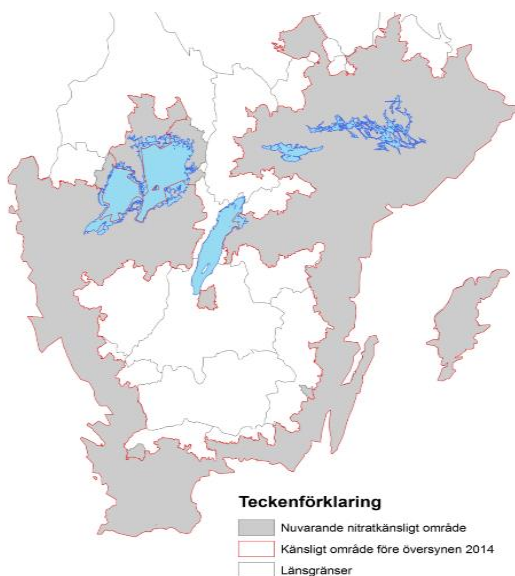 Teckenförklaring
Nuvarande nitratkänsligt område
Känsligt område före översynen 2014
Länsgränser